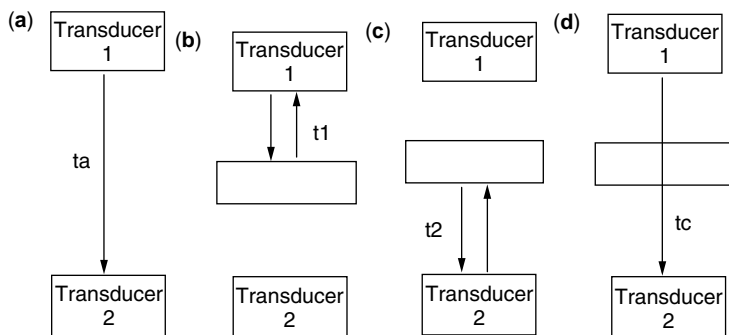 (a)
Transducer
1
ta
Transducer
2
(b)
Transducer
1
t1
Transducer
2
(c)
Transducer
1
t2
Transducer
2
(d)
Transducer
1
tc
Transducer
2